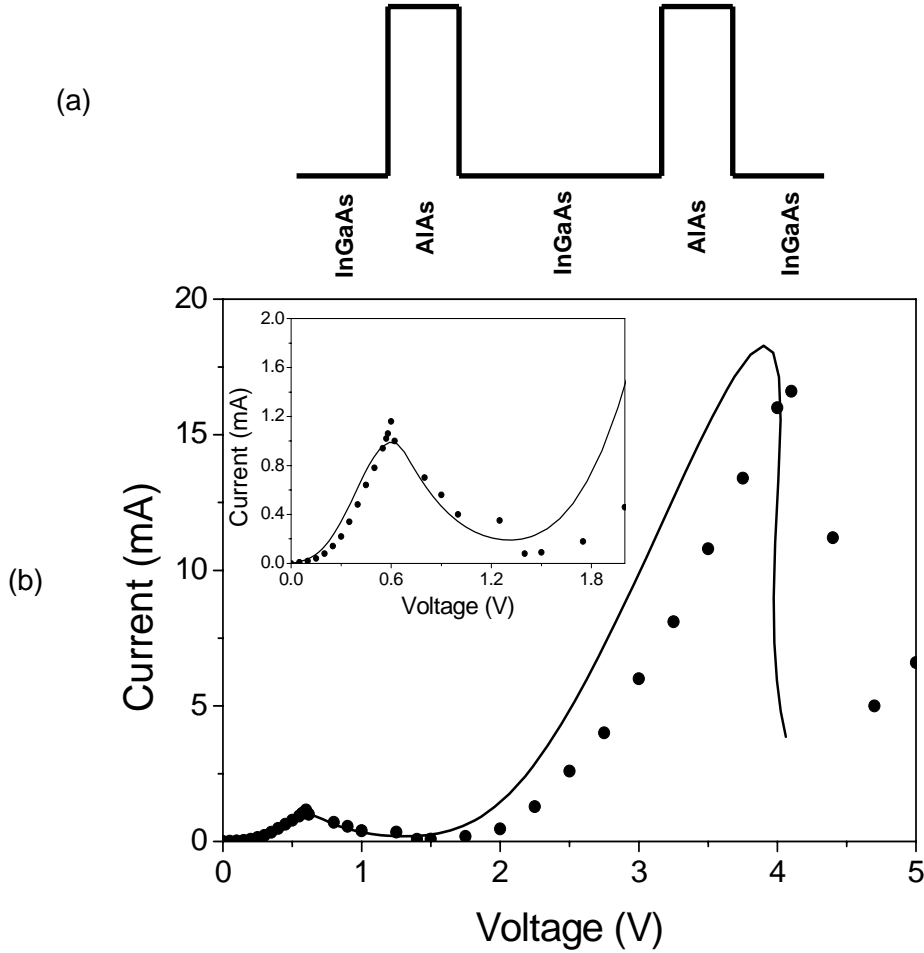 (a)
InGaAs
AlAs
InGaAs
AlAs
InGaAs
(b)
Current (mA)
20
15
10
5
0
0 1 2 3 4 5
Voltage (V)
Current (mA)
2.0
1.6
1.2
0.8
0.4
0.0
0.0 0.6 1.2 1.8
Voltage (V)